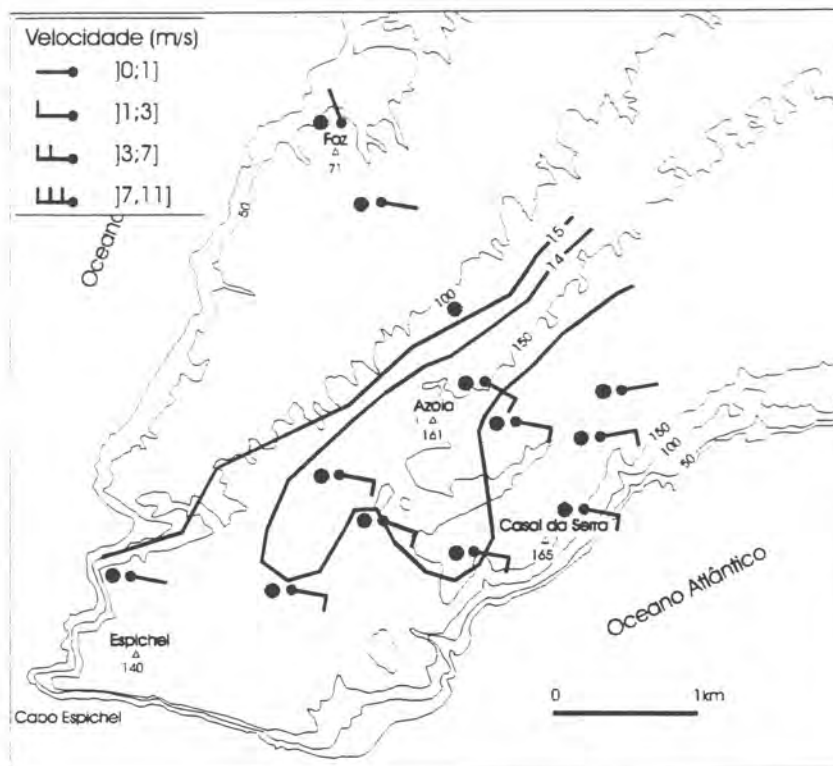 Velocidade (m/s)
]0;1]
]1;3]
]3;7]
]7,11]
Foz
71
50
Oceano
15
14
100
150
Azoia
161
150
100
50
Casal da Serra
165
Oceano Atlântico
Espichel
140
0 1km
Cabo Espichel